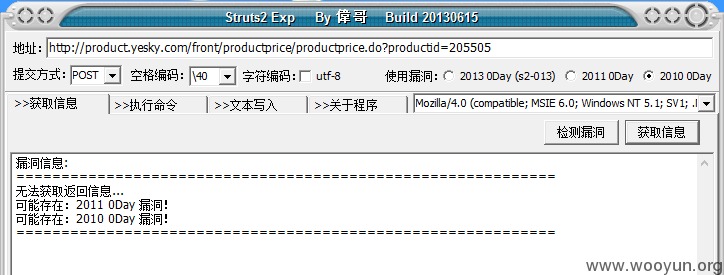 Struts2 Exp By 偉哥 Build 20130615
地址: http://product.yesky.com/front/productprice/productprice.do?productid=205505
提交方式: POST 空格编码: \40 字符编码: utf-8 使用漏洞: 2013 0Day (s2-013) 2011 0Day 2010 0Day
>>获取信息 >>执行命令 >>文本写入 >>关于程序 Mozilla/4.0 (compatible; MSIE 6.0; Windows NT 5.1; SV1; .
检测漏洞 获取信息
漏洞信息:
============================================================
无法获取返回信息...
可能存在: 2011 0Day 漏洞!
可能存在: 2010 0Day 漏洞!
============================================================
www.wooyun.org